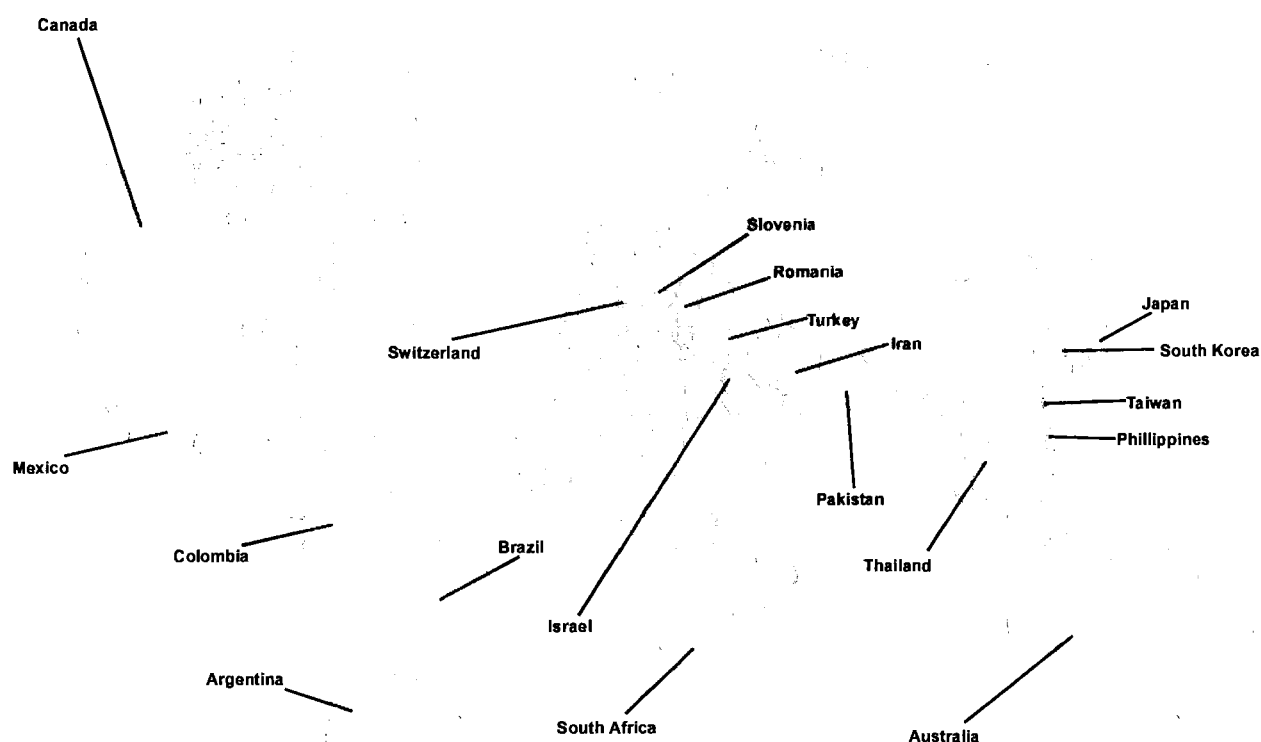 Canada
Slovenia
Romania
Japan
Turkey
Iran
Switzerland
South Korea
Taiwan
Phillippines
Mexico
Pakistan
Colombia
Brazil
Thailand
Israel
Argentina
South Africa
Australia